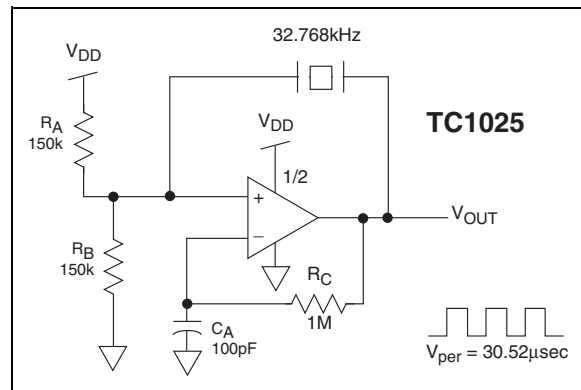 32.768kHz
VDD
RA
150k
VDD
TC1025
1/2
+
−
VOUT
RB
150k
RC
1M
CA
100pF
Vper = 30.52µsec